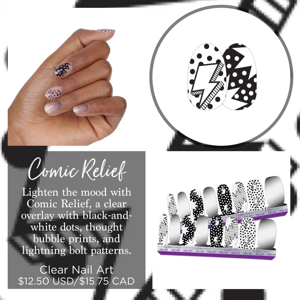 Comic Relief
Lighten the mood with
Comic Relief, a clear
overlay with black-and-
white dots, thought
bubble prints, and
lightning bolt patterns.
Clear Nail Art
$12.50 USD/$15.75 CAD